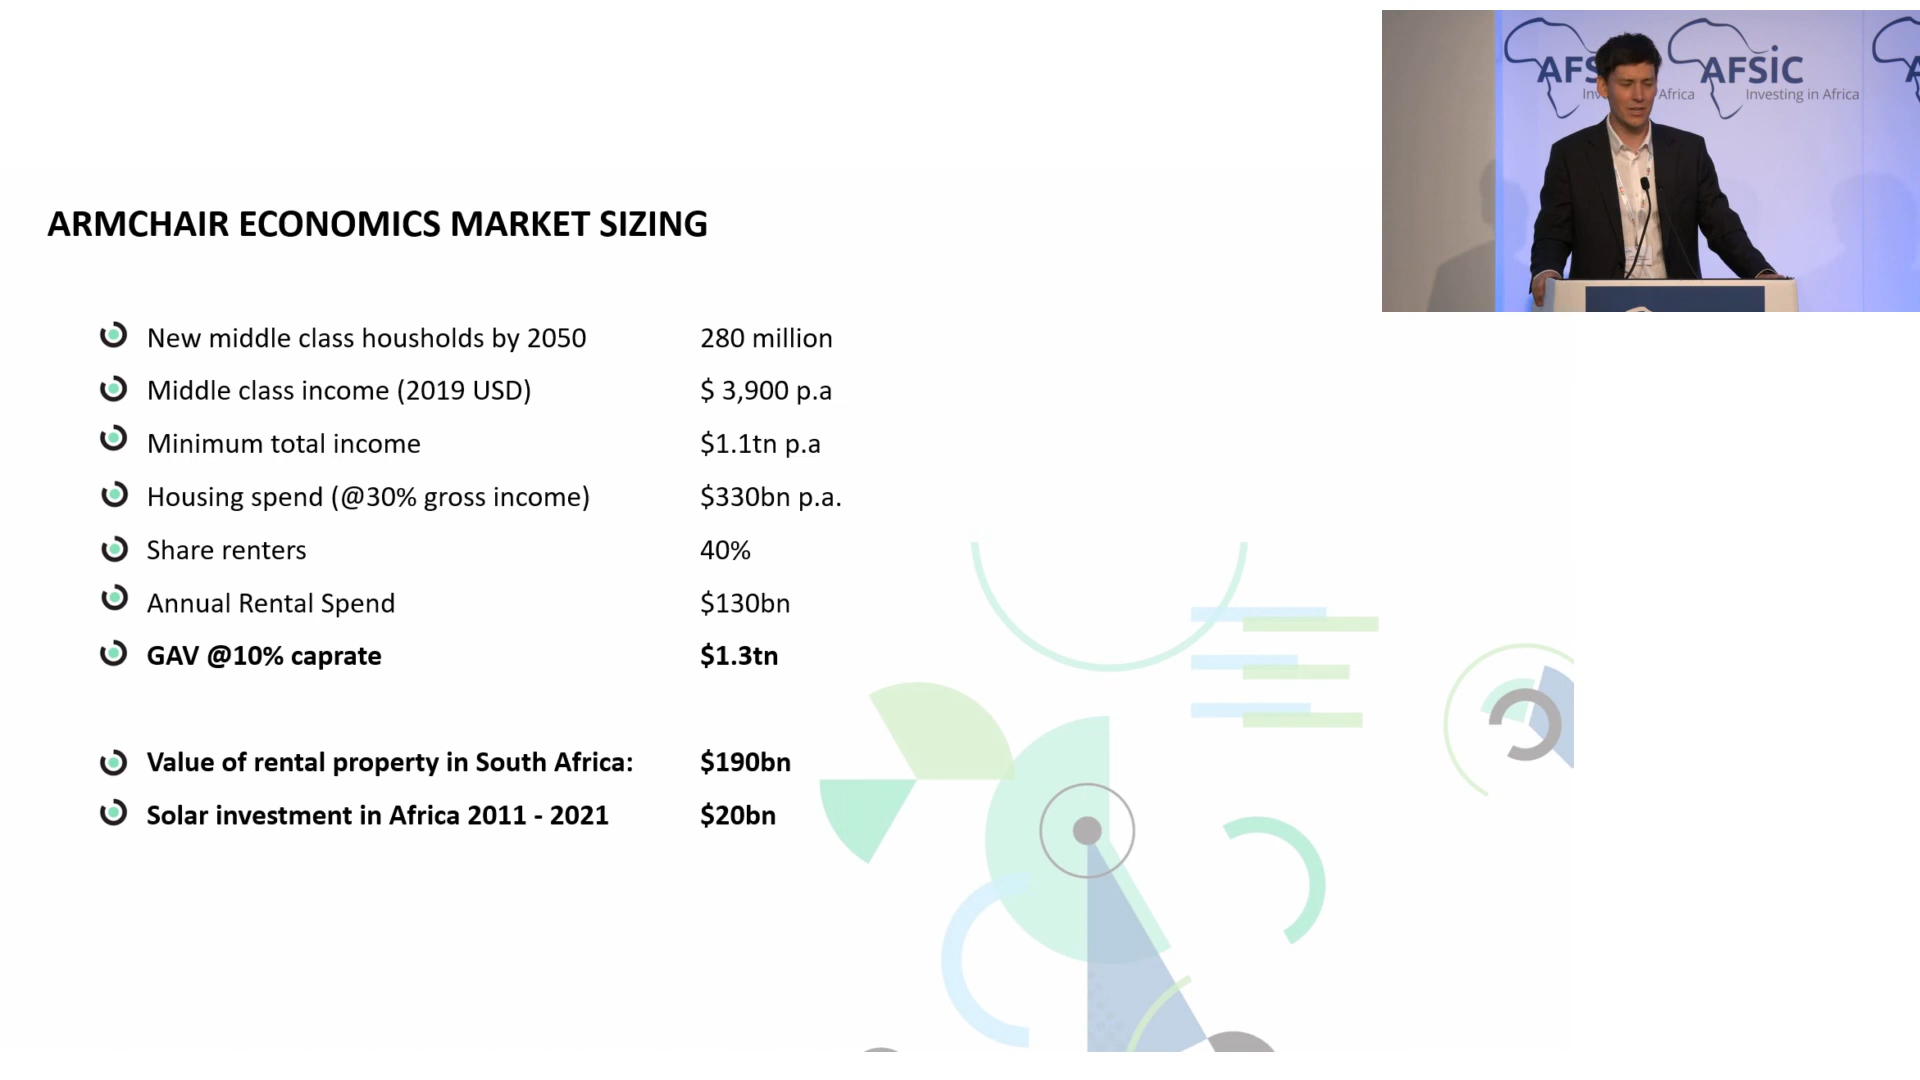 ARMCHAIR ECONOMICS MARKET SIZING
New middle class housholds by 2050 280 million
Middle class income (2019 USD) $ 3,900 p.a
Minimum total income $1.1tn p.a
Housing spend (@30% gross income) $330bn p.a.
Share renters 40%
Annual Rental Spend $130bn
GAV @10% caprate $1.3tn
Value of rental property in South Africa: $190bn
Solar investment in Africa 2011 - 2021 $20bn
AFSIC
Africa
Investing in Africa